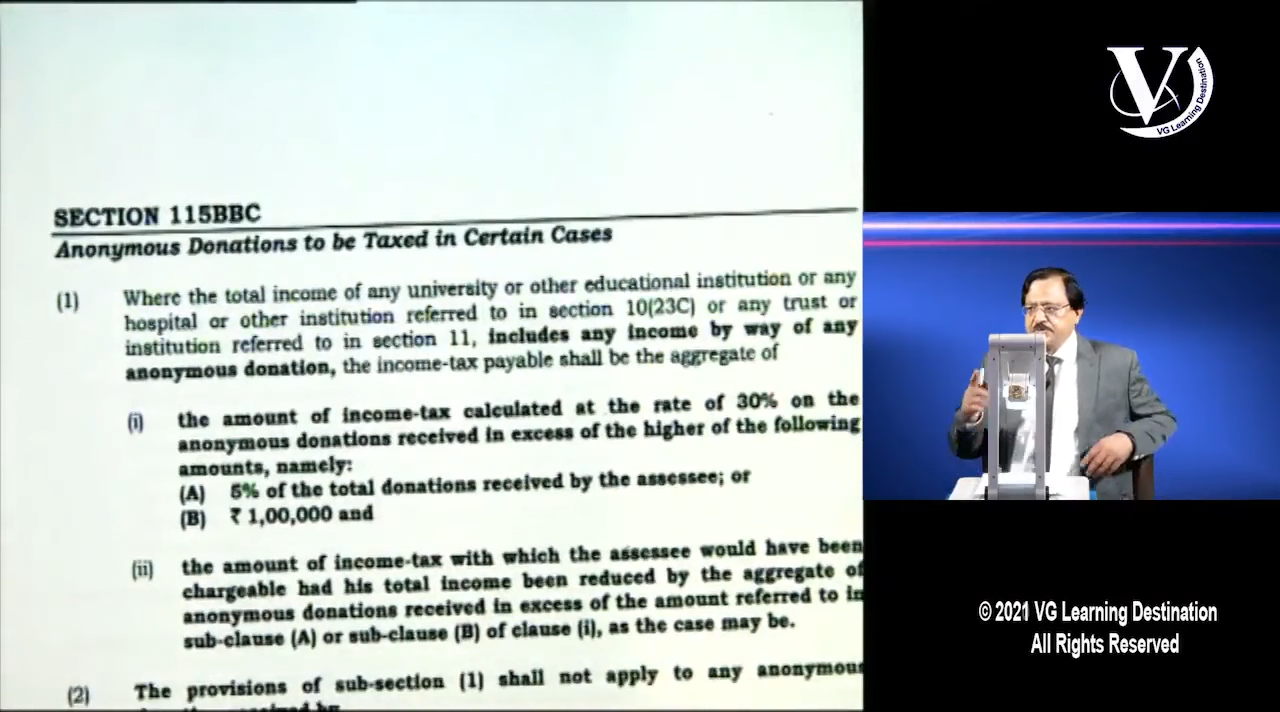 SECTION 115BBC
Anonymous Donations to be Taxed in Certain Cases
(1) Where the total income of any university or other educational institution or any
hospital or other institution referred to in section 10(23C) or any trust or
institution referred to in section 11, includes any income by way of any
anonymous donation, the income-tax payable shall be the aggregate of
(i) the amount of income-tax calculated at the rate of 30% on the
anonymous donations received in excess of the higher of the following
amounts, namely:
(A) 5% of the total donations received by the assessee; or
(B) ₹ 1,00,000 and
(ii) the amount of income-tax with which the assessee would have been
chargeable had his total income been reduced by the aggregate of
anonymous donations received in excess of the amount referred to in
sub-clause (A) or sub-clause (B) of clause (i), as the case may be.
(2) The provisions of sub-section (1) shall not apply to any anonymous
V
VG Learning Destination
© 2021 VG Learning Destination
All Rights Reserved